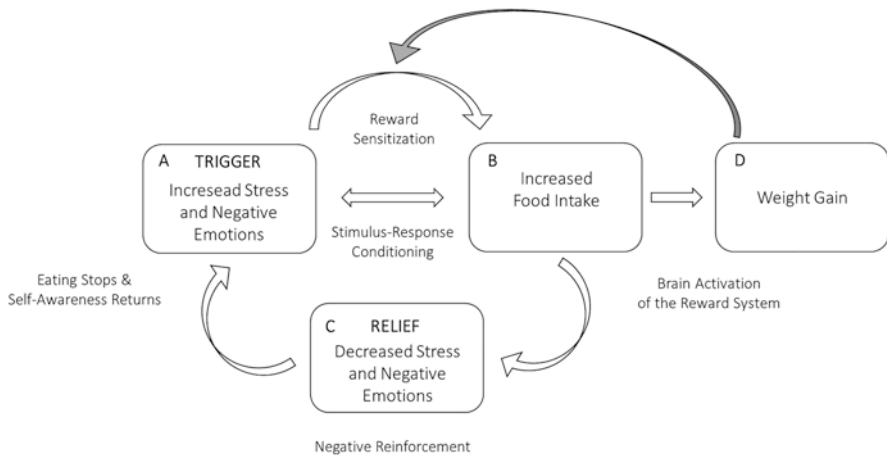 Reward
Sensitization
A TRIGGER
Incresead Stress
and Negative
Emotions
Stimulus-Response
Conditioning
B
Increased
Food Intake
D
Weight Gain
Eating Stops &
Self-Awareness Returns
Brain Activation
of the Reward System
C RELIEF
Decreased Stress
and Negative
Emotions
Negative Reinforcement